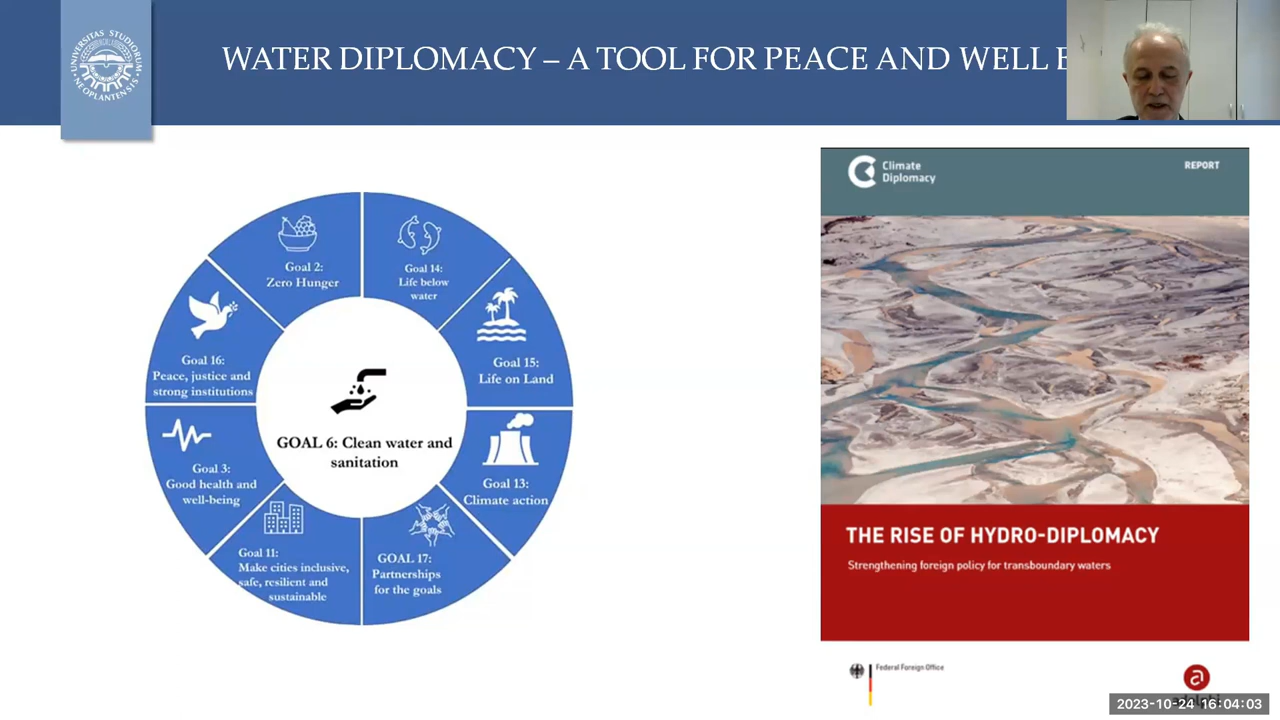 WATER DIPLOMACY – A TOOL FOR PEACE AND WELL
UNIVERSITAS STUDIORUM
NEOPLANTENSIS
Goal 2:
Zero Hunger
Goal 14:
Life below
water
Goal 16:
Peace, justice and
strong institutions
Goal 15:
Life on Land
GOAL 6: Clean water and
sanitation
Goal 3:
Good health and
well-being
Goal 13:
Climate action
Goal 11:
Make cities inclusive,
safe, resilient and
sustainable
GOAL 17:
Partnerships
for the goals
Climate
Diplomacy
REPORT
THE RISE OF HYDRO-DIPLOMACY
Strengthening foreign policy for transboundary waters
Federal Foreign Office
a
2023-10-24 16:04:03